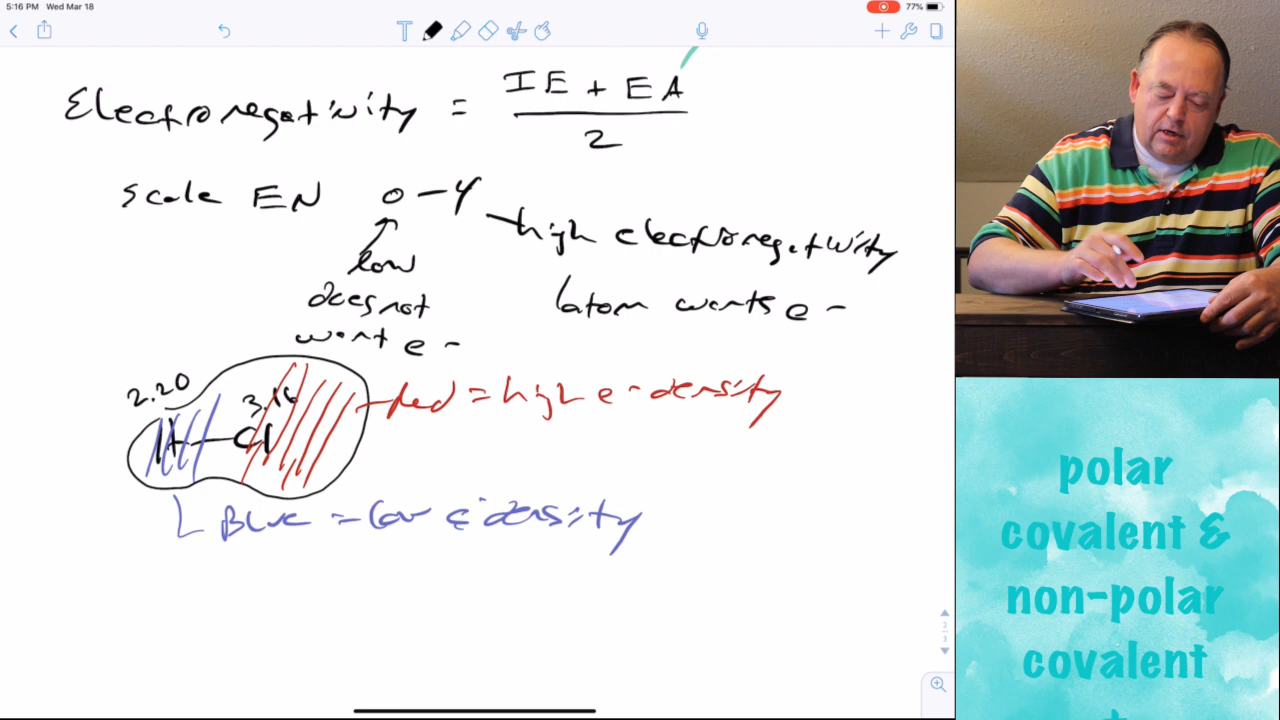 5:16 PM Wed Mar 18
77%
T
Electronegativity = IE + EA
2
scale EN 0-4
high electronegativity
low
does not
want e -
atom wants e -
2.20
3.16
H - Cl
Red = high e- density
Blue = low e- density
2
3
polar
covalent &
non-polar
covalent